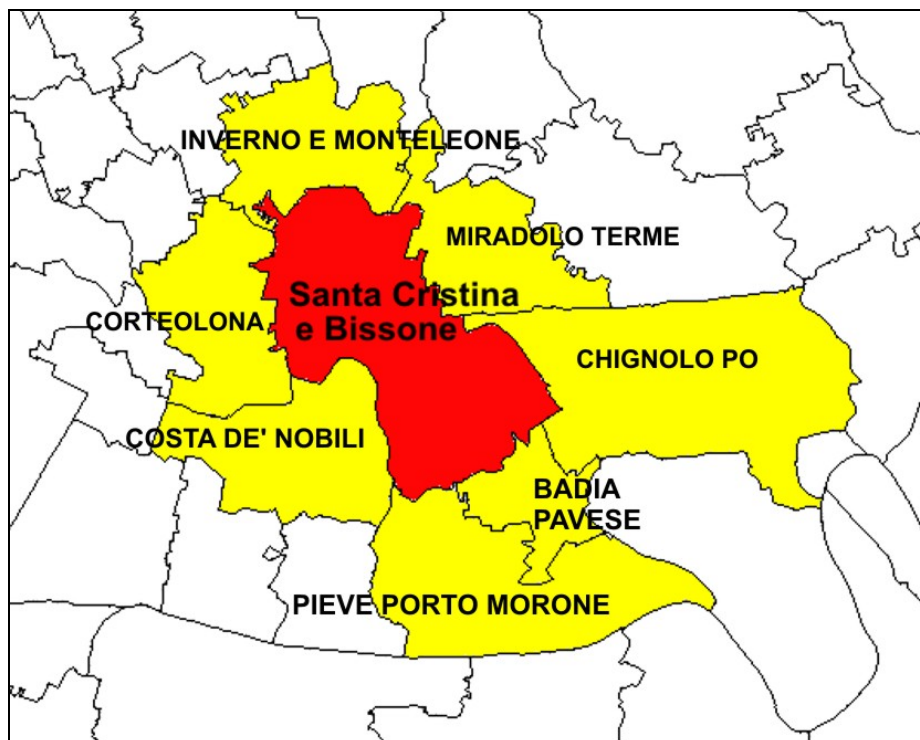 INVERNO E MONTELEONE
MIRADOLO TERME
Santa Cristina
e Bissone
CORTEOLONA
CHIGNOLO PO
COSTA DE' NOBILI
BADIA
PAVESE
PIEVE PORTO MORONE